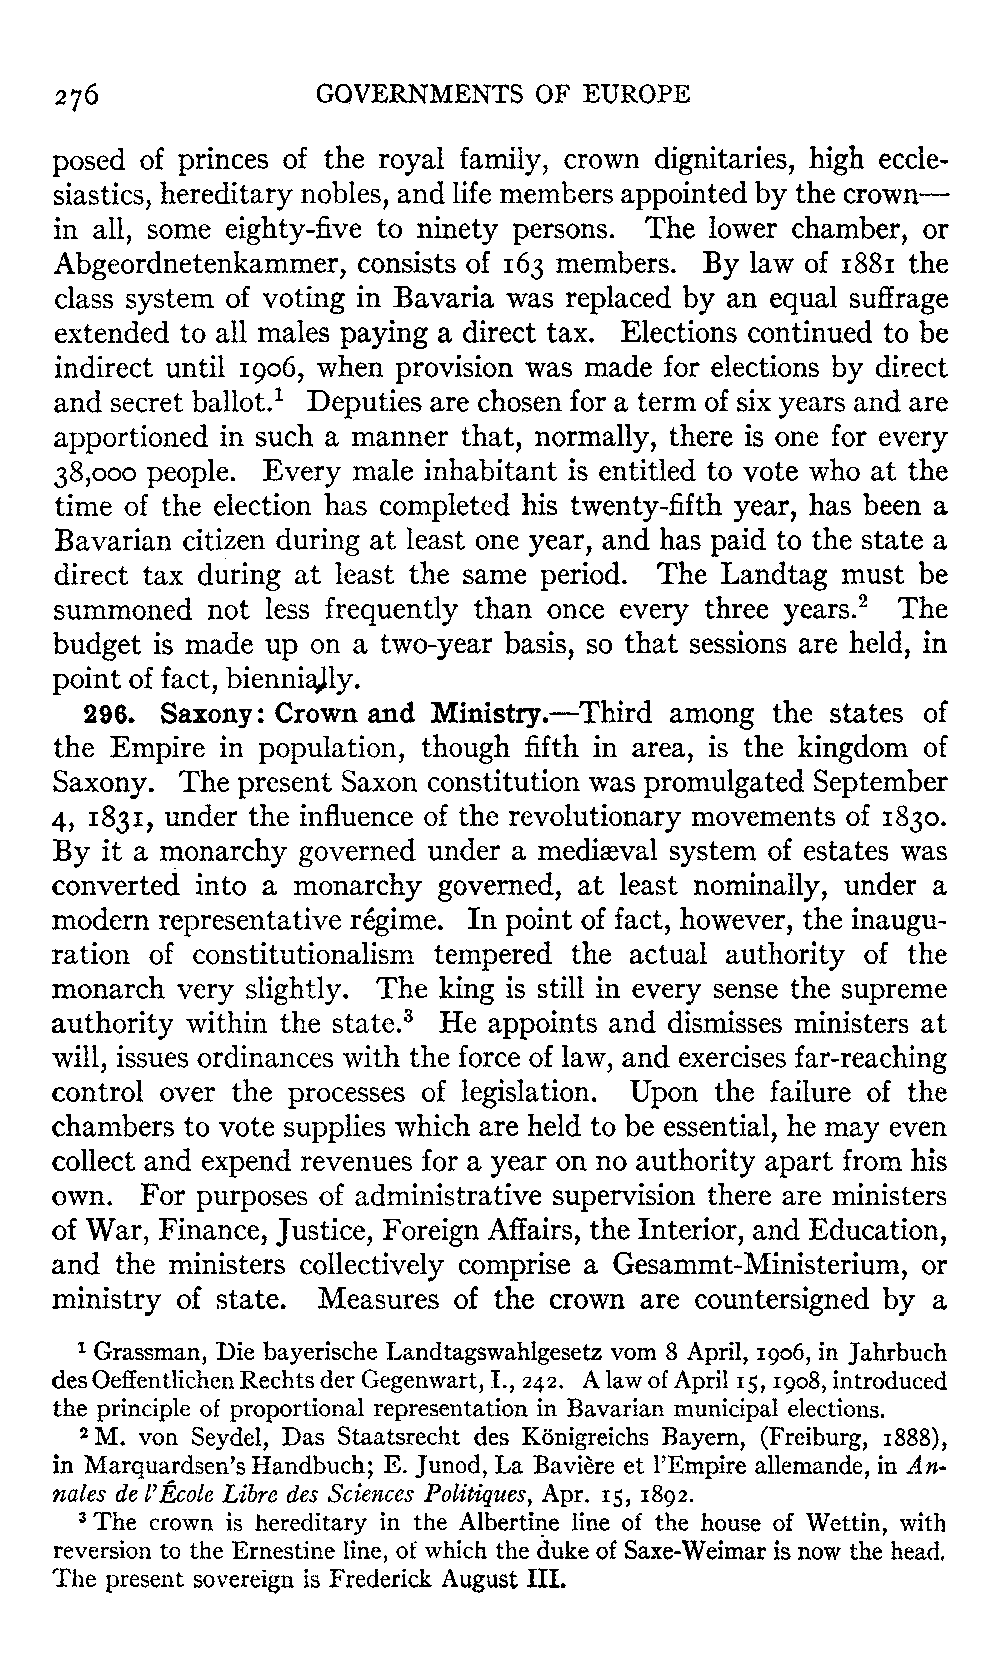 276 GOVERNMENTS OF EUROPE
posed of princes of the royal family, crown dignitaries, high eccle-
siastics, hereditary nobles, and life members appointed by the crown—
in all, some eighty-five to ninety persons. The lower chamber, or
Abgeordnetenkammer, consists of 163 members. By law of 1881 the
class system of voting in Bavaria was replaced by an equal suffrage
extended to all males paying a direct tax. Elections continued to be
indirect until 1906, when provision was made for elections by direct
and secret ballot.¹ Deputies are chosen for a term of six years and are
apportioned in such a manner that, normally, there is one for every
38,000 people. Every male inhabitant is entitled to vote who at the
time of the election has completed his twenty-fifth year, has been a
Bavarian citizen during at least one year, and has paid to the state a
direct tax during at least the same period. The Landtag must be
summoned not less frequently than once every three years.² The
budget is made up on a two-year basis, so that sessions are held, in
point of fact, biennially.
296. Saxony: Crown and Ministry.—Third among the states of
the Empire in population, though fifth in area, is the kingdom of
Saxony. The present Saxon constitution was promulgated September
4, 1831, under the influence of the revolutionary movements of 1830.
By it a monarchy governed under a mediæval system of estates was
converted into a monarchy governed, at least nominally, under a
modern representative régime. In point of fact, however, the inaugu-
ration of constitutionalism tempered the actual authority of the
monarch very slightly. The king is still in every sense the supreme
authority within the state.³ He appoints and dismisses ministers at
will, issues ordinances with the force of law, and exercises far-reaching
control over the processes of legislation. Upon the failure of the
chambers to vote supplies which are held to be essential, he may even
collect and expend revenues for a year on no authority apart from his
own. For purposes of administrative supervision there are ministers
of War, Finance, Justice, Foreign Affairs, the Interior, and Education,
and the ministers collectively comprise a Gesammt-Ministerium, or
ministry of state. Measures of the crown are countersigned by a
¹ Grassman, Die bayerische Landtagswahlgesetz vom 8 April, 1906, in Jahrbuch
des Oeffentlichen Rechts der Gegenwart, I., 242. A law of April 15, 1908, introduced
the principle of proportional representation in Bavarian municipal elections.
² M. von Seydel, Das Staatsrecht des Königreichs Bayern, (Freiburg, 1888),
in Marquardsen's Handbuch; E. Junod, La Bavière et l'Empire allemande, in An-
nales de l'École Libre des Sciences Politiques, Apr. 15, 1892.
³ The crown is hereditary in the Albertine line of the house of Wettin, with
reversion to the Ernestine line, of which the duke of Saxe-Weimar is now the head.
The present sovereign is Frederick August III.